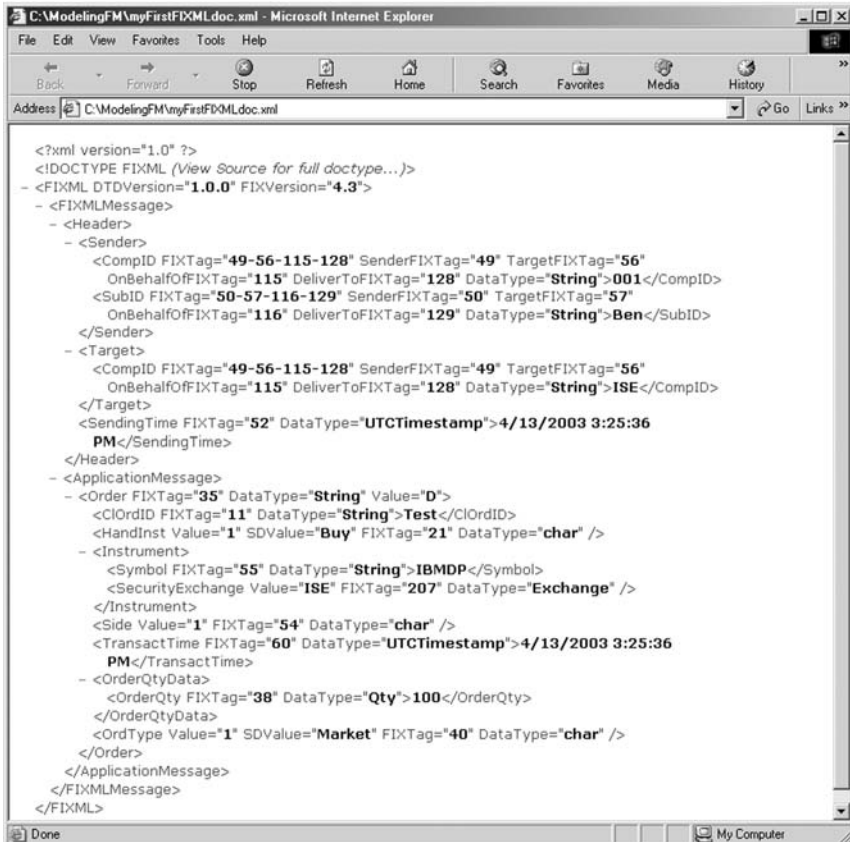 C:\ModelingFM\myFirstFIXMLdoc.xml - Microsoft Internet Explorer
File Edit View Favorites Tools Help
Back Forward Stop Refresh Home Search Favorites Media History »
Address C:\ModelingFM\myFirstFIXMLdoc.xml Go Links »
<?xml version="1.0" ?>
<!DOCTYPE FIXML (View Source for full doctype...)>
- <FIXML DTDVersion="1.0.0" FIXVersion="4.3">
- <FIXMLMessage>
- <Header>
- <Sender>
<CompID FIXTag="49-56-115-128" SenderFIXTag="49" TargetFIXTag="56"
OnBehalfOfFIXTag="115" DeliverToFIXTag="128" DataType="String">001</CompID>
<SubID FIXTag="50-57-116-129" SenderFIXTag="50" TargetFIXTag="57"
OnBehalfOfFIXTag="116" DeliverToFIXTag="129" DataType="String">Ben</SubID>
</Sender>
- <Target>
<CompID FIXTag="49-56-115-128" SenderFIXTag="49" TargetFIXTag="56"
OnBehalfOfFIXTag="115" DeliverToFIXTag="128" DataType="String">ISE</CompID>
</Target>
<SendingTime FIXTag="52" DataType="UTCTimestamp">4/13/2003 3:25:36
PM</SendingTime>
</Header>
- <ApplicationMessage>
- <Order FIXTag="35" DataType="String" Value="D">
<ClOrdID FIXTag="11" DataType="String">Test</ClOrdID>
<HandInst Value="1" SDValue="Buy" FIXTag="21" DataType="char" />
- <Instrument>
<Symbol FIXTag="55" DataType="String">IBMDP</Symbol>
<SecurityExchange Value="ISE" FIXTag="207" DataType="Exchange" />
</Instrument>
<Side Value="1" FIXTag="54" DataType="char" />
<TransactTime FIXTag="60" DataType="UTCTimestamp">4/13/2003 3:25:36
PM</TransactTime>
- <OrderQtyData>
<OrderQty FIXTag="38" DataType="Qty">100</OrderQty>
</OrderQtyData>
<OrdType Value="1" SDValue="Market" FIXTag="40" DataType="char" />
</Order>
</ApplicationMessage>
</FIXMLMessage>
</FIXML>
Done My Computer